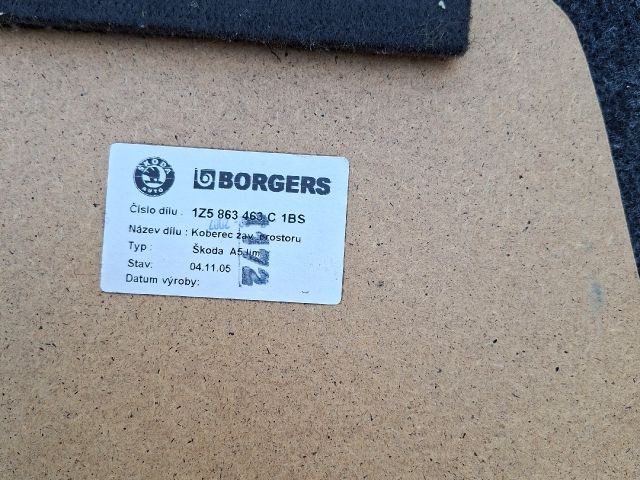 ŠKODA
AUTO
BORGERS
Číslo dílu : 1Z5 863 463 C 1BS
Název dílu : Koberec zav. prostoru
Typ : Škoda A5 lim.
Stav: 04.11.05
Datum výroby: